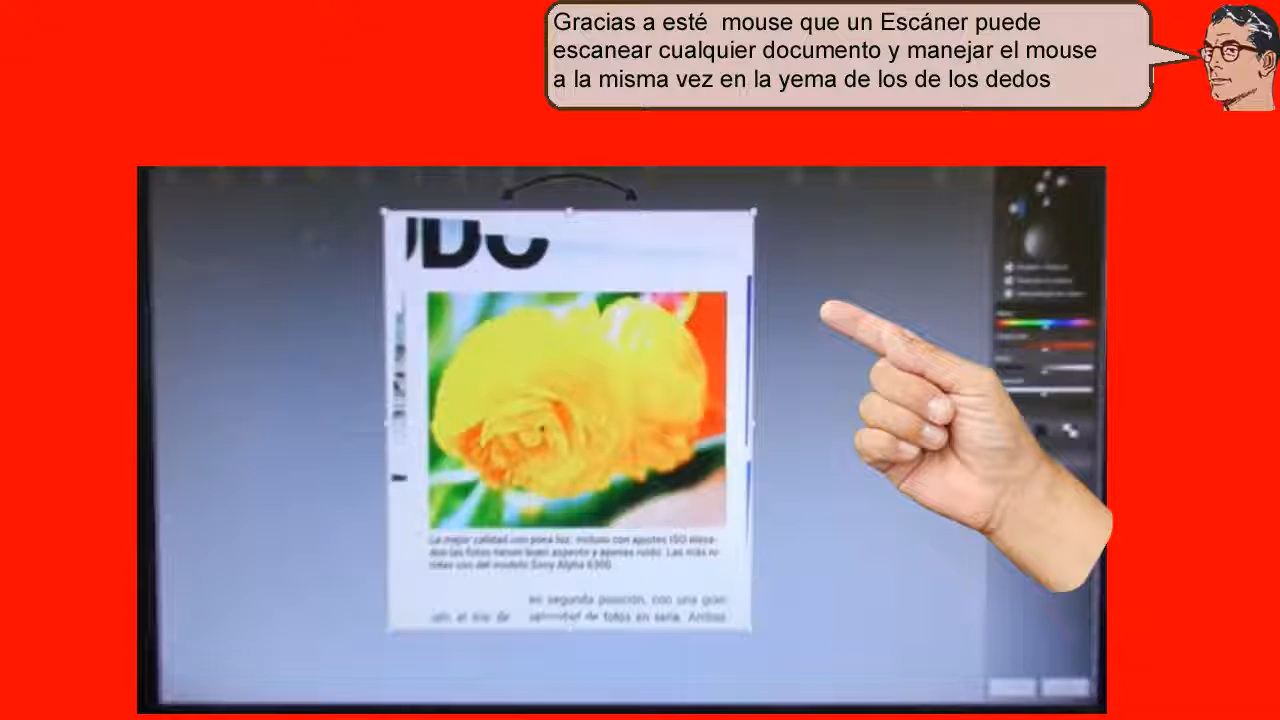 Gracias a esté  mouse que un Escáner puede
escanear cualquier documento y manejar el mouse
a la misma vez en la yema de los de los dedos
La mejor calidad con poca luz: incluso con ajustes ISO eleva-
dos las fotos tienen buen aspecto y apenas ruido. Las más ní-
tidas son del modelo Sony Alpha 6300.
en segunda posición, con una gran
de fotos en serie. Ambas